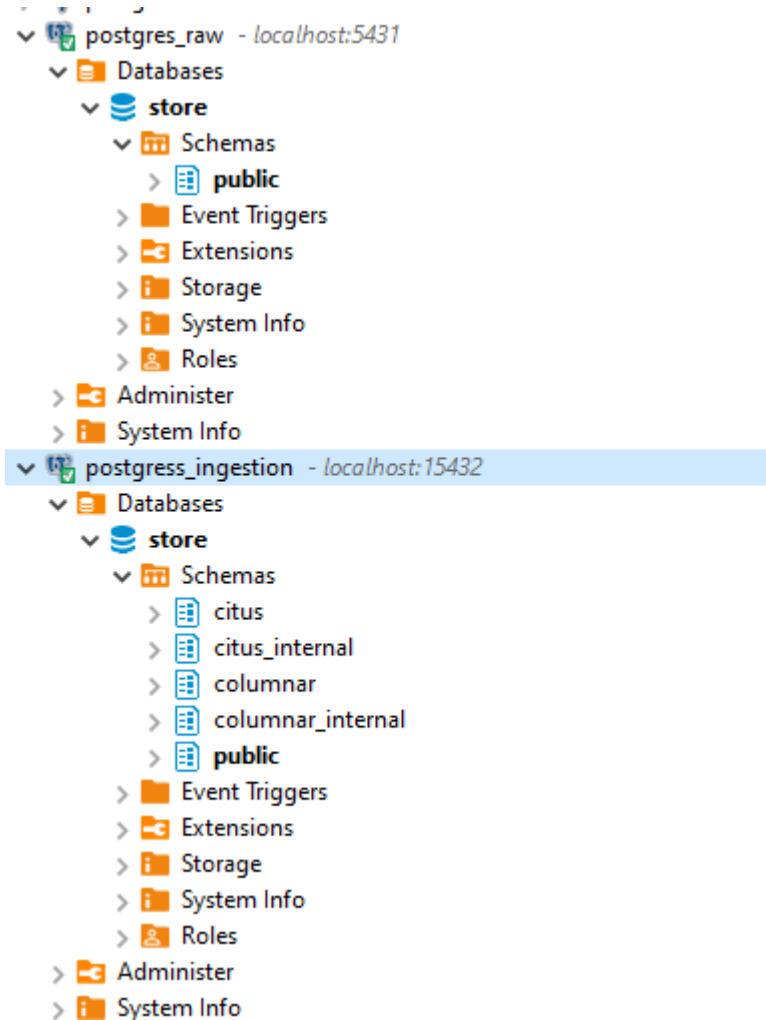 postgres_raw - localhost:5431
Databases
store
Schemas
public
Event Triggers
Extensions
Storage
System Info
Roles
Administer
System Info
postgress_ingestion - localhost:15432
Databases
store
Schemas
citus
citus_internal
columnar
columnar_internal
public
Event Triggers
Extensions
Storage
System Info
Roles
Administer
System Info